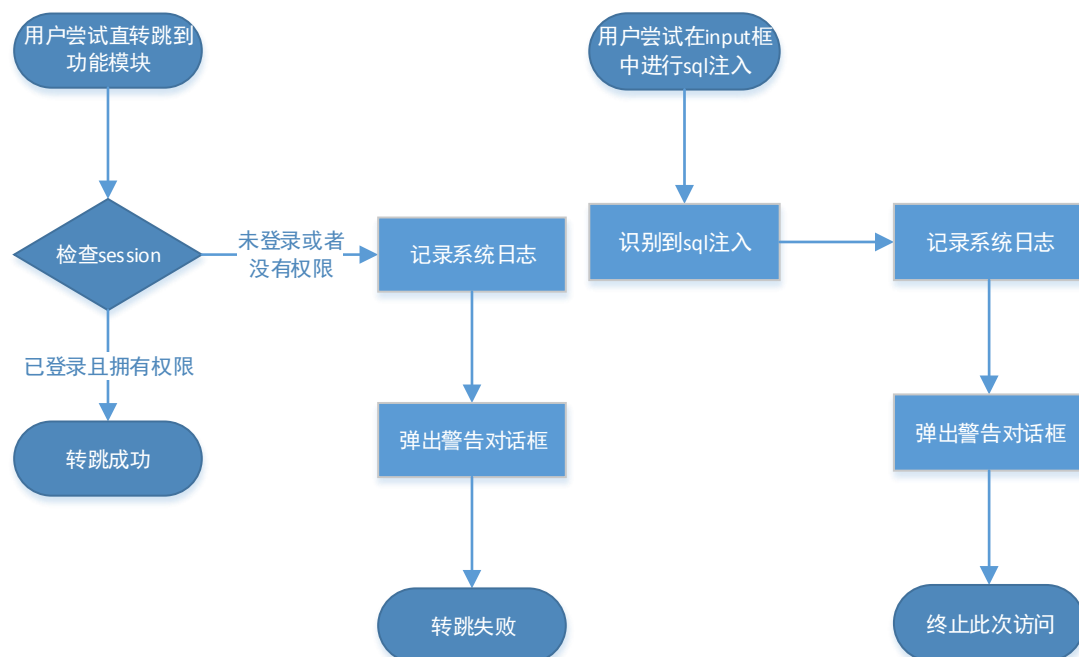 用户尝试直转跳到
功能模块
检查session
未登录或者
没有权限
记录系统日志
已登录且拥有权限
转跳成功
弹出警告对话框
转跳失败
用户尝试在input框
中进行sql注入
识别到sql注入
记录系统日志
弹出警告对话框
终止此次访问